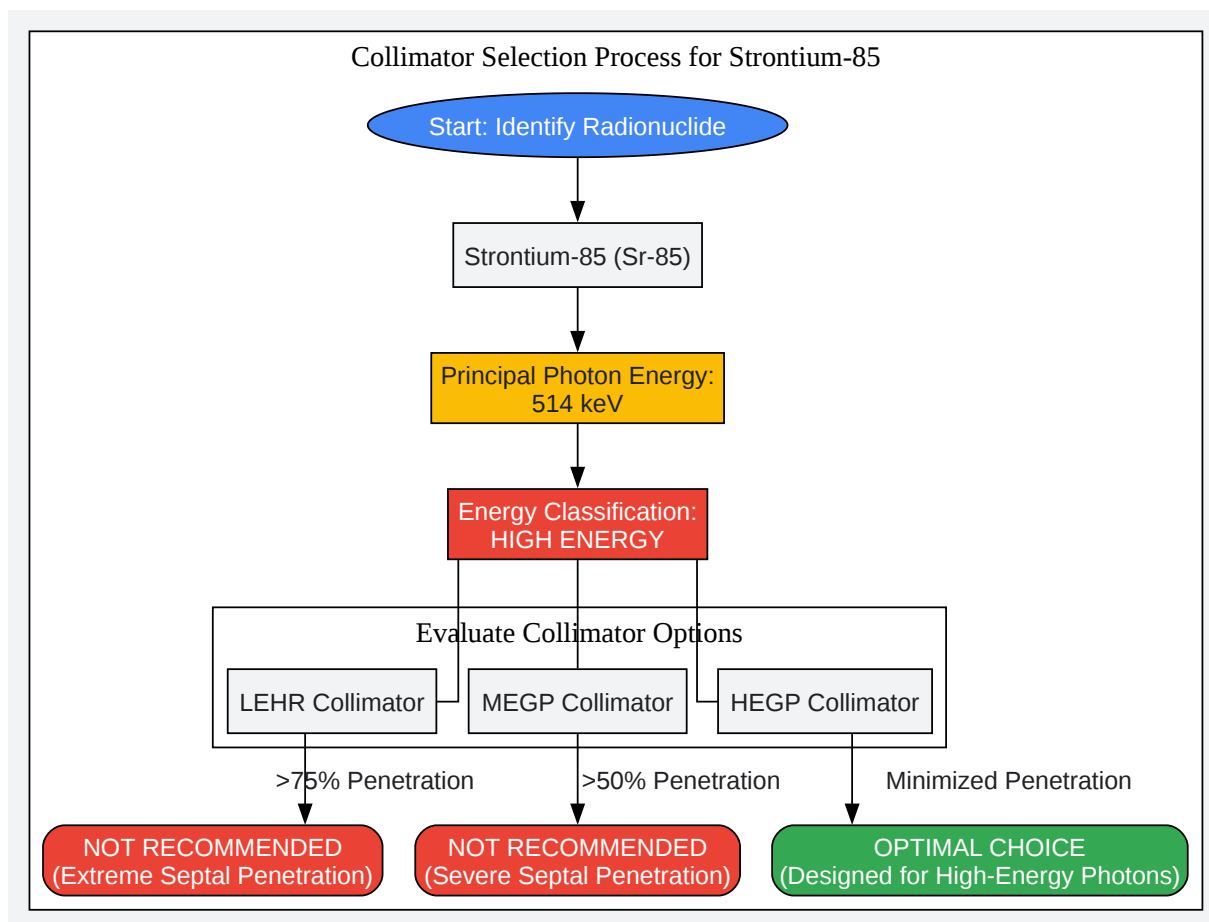 Collimator Selection Process for Strontium-85
Start: Identify Radionuclide
Strontium-85 (Sr-85)
Principal Photon Energy:
514 keV
Energy Classification:
HIGH ENERGY
Evaluate Collimator Options
LEHR Collimator
MEGP Collimator
HEGP Collimator
>75% Penetration
>50% Penetration
Minimized Penetration
NOT RECOMMENDED
(Extreme Septal Penetration)
NOT RECOMMENDED
(Severe Septal Penetration)
OPTIMAL CHOICE
(Designed for High-Energy Photons)